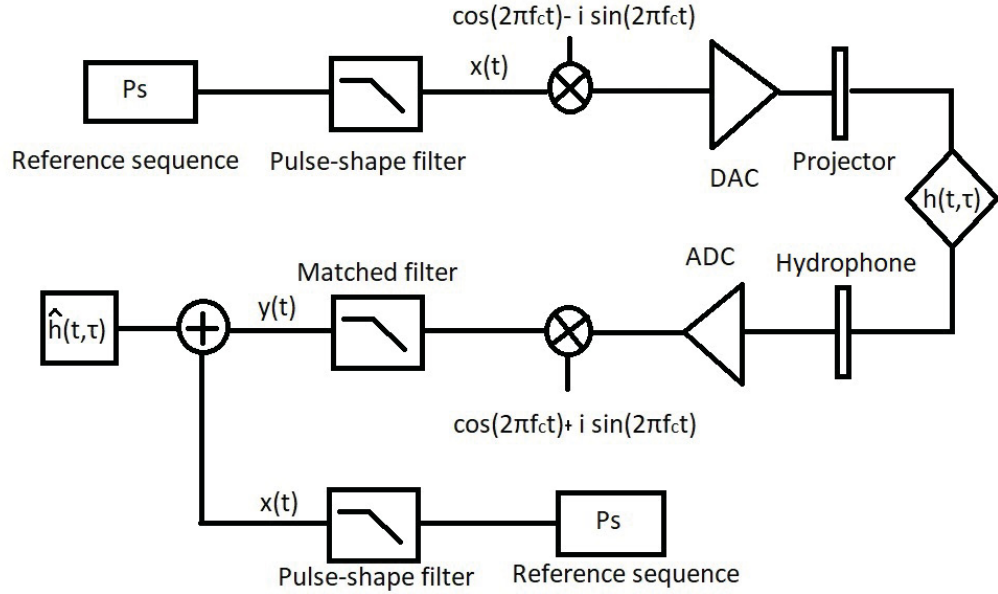 cos(2πfct)- i sin(2πfct)
Ps
x(t)
Reference sequence
Pulse-shape filter
DAC
Projector
h(t,τ)
ADC
Hydrophone
Matched filter
ĥ(t,τ)
y(t)
cos(2πfct)+ i sin(2πfct)
x(t)
Ps
Pulse-shape filter
Reference sequence